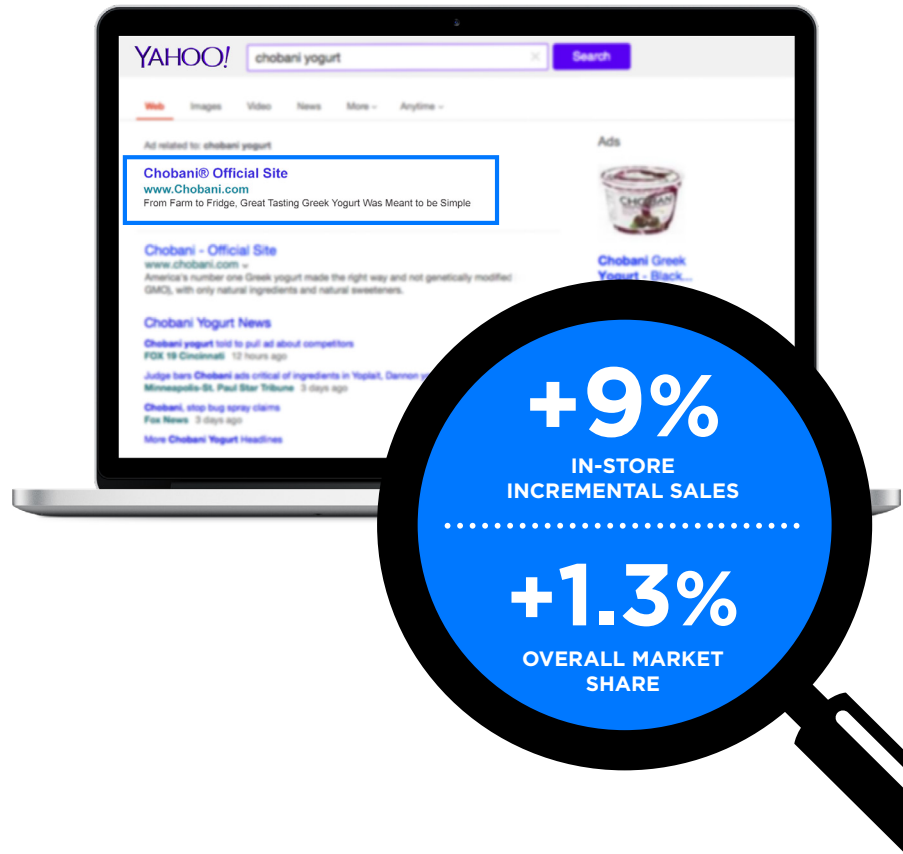 YAHOO!
chobani yogurt
Search
Web Images Video News More Anytime
Ad related to: chobani yogurt
Ads
Chobani® Official Site
www.Chobani.com
From Farm to Fridge, Great Tasting Greek Yogurt Was Meant to be Simple
CHOBANI
Chobani - Official Site
www.chobani.com
America's number one Greek yogurt made the right way and not genetically modified
GMO), with only natural ingredients and natural sweeteners.
Chobani Greek
Yogurt - Black...
Chobani Yogurt News
Chobani yogurt told to pull ad about competitors
FOX 19 Cincinnati 12 hours ago
Judge bars Chobani ads critical of ingredients in Yoplait, Dannon
Minneapolis-St. Paul Star Tribune 3 days ago
Chobani, stop bug spray claims
Fox News 3 days ago
More Chobani Yogurt Headlines
+9%
IN-STORE
INCREMENTAL SALES
+1.3%
OVERALL MARKET
SHARE